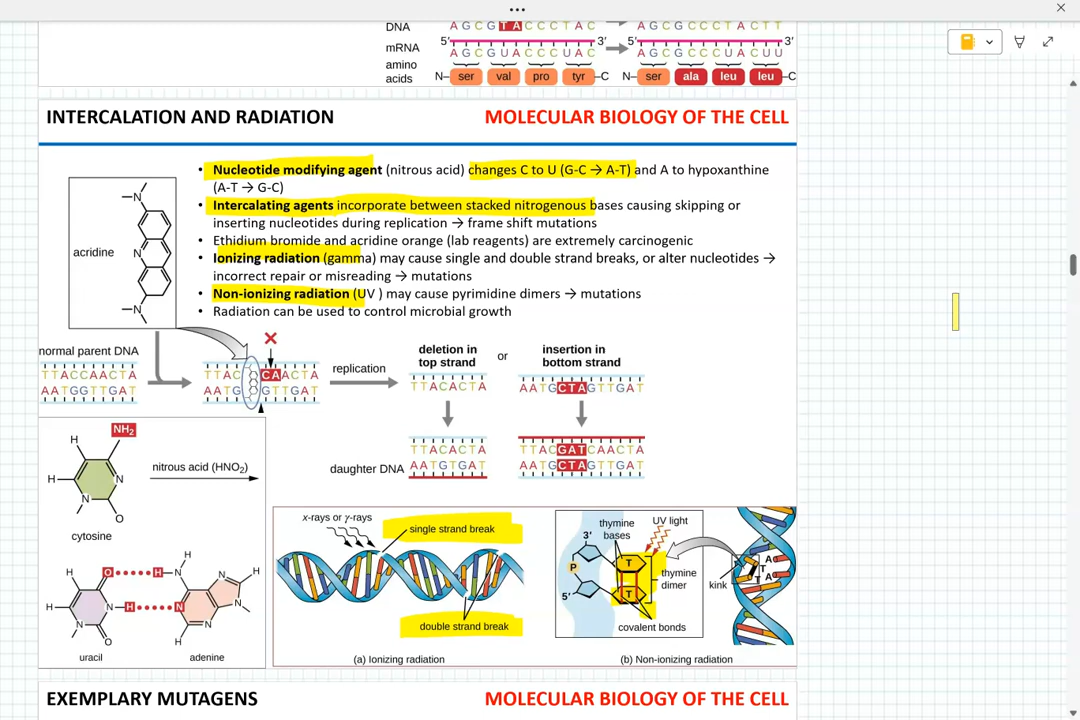 DNA
A G C G T A C C C T A C
A G C G C C C T A C T T
5′ 3′ 5′ 3′
mRNA
A G C G U A C C C U A C
A G C G C C C U A C U U
amino
acids
N– ser val pro tyr –C N– ser ala leu leu –C
INTERCALATION AND RADIATION MOLECULAR BIOLOGY OF THE CELL
• Nucleotide modifying agent (nitrous acid) changes C to U (G-C → A-T) and A to hypoxanthine
(A-T → G-C)
• Intercalating agents incorporate between stacked nitrogenous bases causing skipping or
inserting nucleotides during replication → frame shift mutations
• Ethidium bromide and acridine orange (lab reagents) are extremely carcinogenic
• Ionizing radiation (gamma) may cause single and double strand breaks, or alter nucleotides →
incorrect repair or misreading → mutations
• Non-ionizing radiation (UV ) may cause pyrimidine dimers → mutations
• Radiation can be used to control microbial growth
acridine
N
N
N
normal parent DNA
T T A C C A A C T A
A A T G G T T G A T
T T A C C A A C T A
A A T G G T T G A T
replication
deletion in
top strand
or
insertion in
bottom strand
T T A C A C T A
A A T G C T A G T T G A T
daughter DNA
T T A C A C T A
A A T G T G A T
T T A C G A T C A A C T A
A A T G C T A G T T G A T
NH2
H
H
N
N
O
cytosine
nitrous acid (HNO2)
H
O H N
N H
H N H
H N H N
N
O
H
uracil adenine
x-rays or γ-rays
single strand break
double strand break
(a) Ionizing radiation
thymine
bases
UV light
3′
P
5′
T
T
thymine
dimer
covalent bonds
kink
A
T
T A
(b) Non-ionizing radiation
EXEMPLARY MUTAGENS MOLECULAR BIOLOGY OF THE CELL